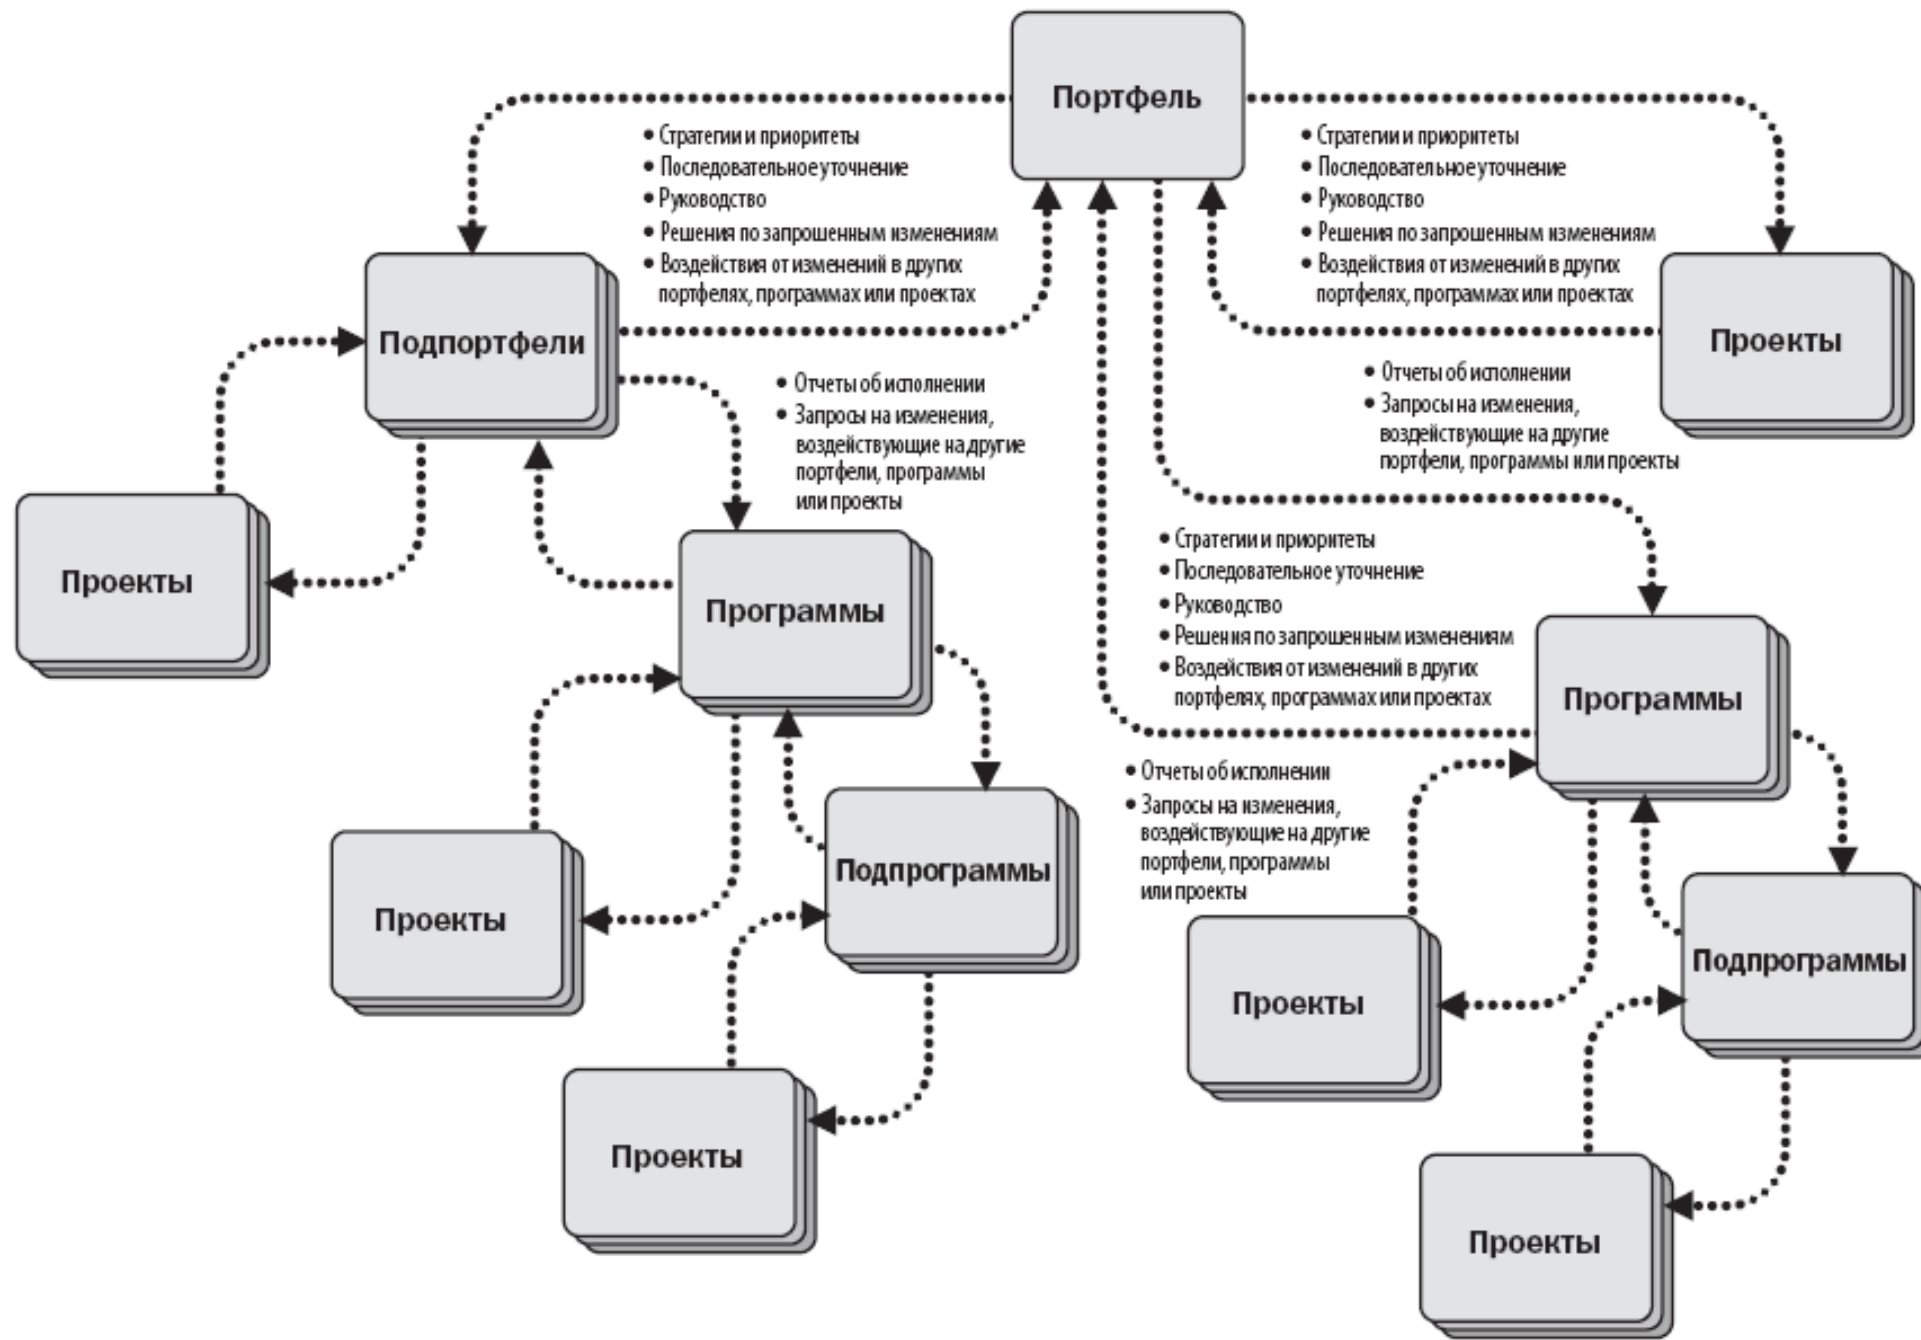 Портфель
• Стратегии и приоритеты
• Последовательное уточнение
• Руководство
• Решения по запрошенным изменениям
• Воздействия от изменений в других
портфелях, программах или проектах
• Стратегии и приоритеты
• Последовательное уточнение
• Руководство
• Решения по запрошенным изменениям
• Воздействия от изменений в других
портфелях, программах или проектах
Подпортфели
Проекты
• Отчеты об исполнении
• Запросы на изменения,
воздействующие на другие
портфели, программы
или проекты
• Отчеты об исполнении
• Запросы на изменения,
воздействующие на другие
портфели, программы или проекты
Проекты
Программы
• Стратегии и приоритеты
• Последовательное уточнение
• Руководство
• Решения по запрошенным изменениям
• Воздействия от изменений в других
портфелях, программах или проектах
Программы
• Отчеты об исполнении
• Запросы на изменения,
воздействующие на другие
портфели, программы
или проекты
Подпрограммы
Проекты
Подпрограммы
Проекты
Проекты
Проекты